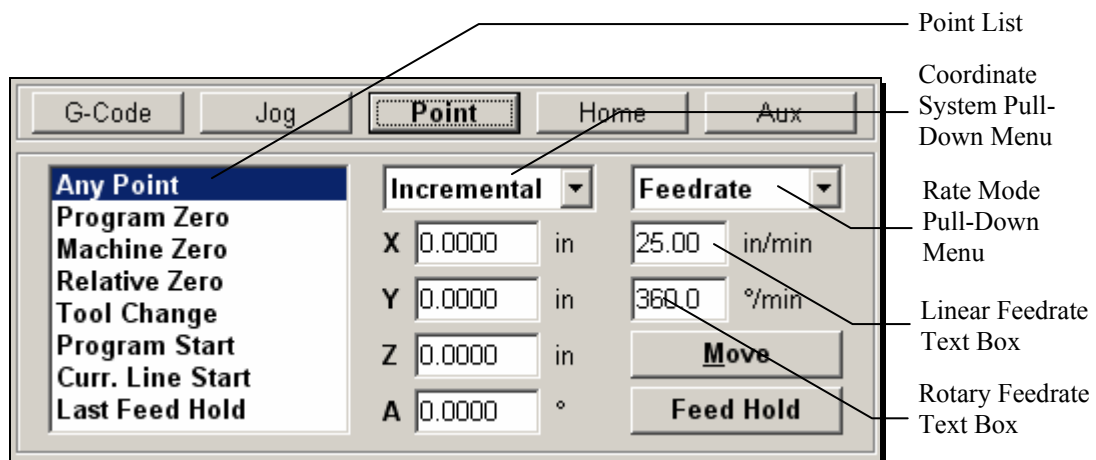 Point List
Coordinate
System Pull-
Down Menu
Rate Mode
Pull-Down
Menu
Linear Feedrate
Text Box
Rotary Feedrate
Text Box
G-Code Jog Point Home Aux
Any Point
Program Zero
Machine Zero
Relative Zero
Tool Change
Program Start
Curr. Line Start
Last Feed Hold
Incremental Feedrate
X 0.0000 in 25.00 in/min
Y 0.0000 in 360.0 °/min
Z 0.0000 in Move
A 0.0000 ° Feed Hold